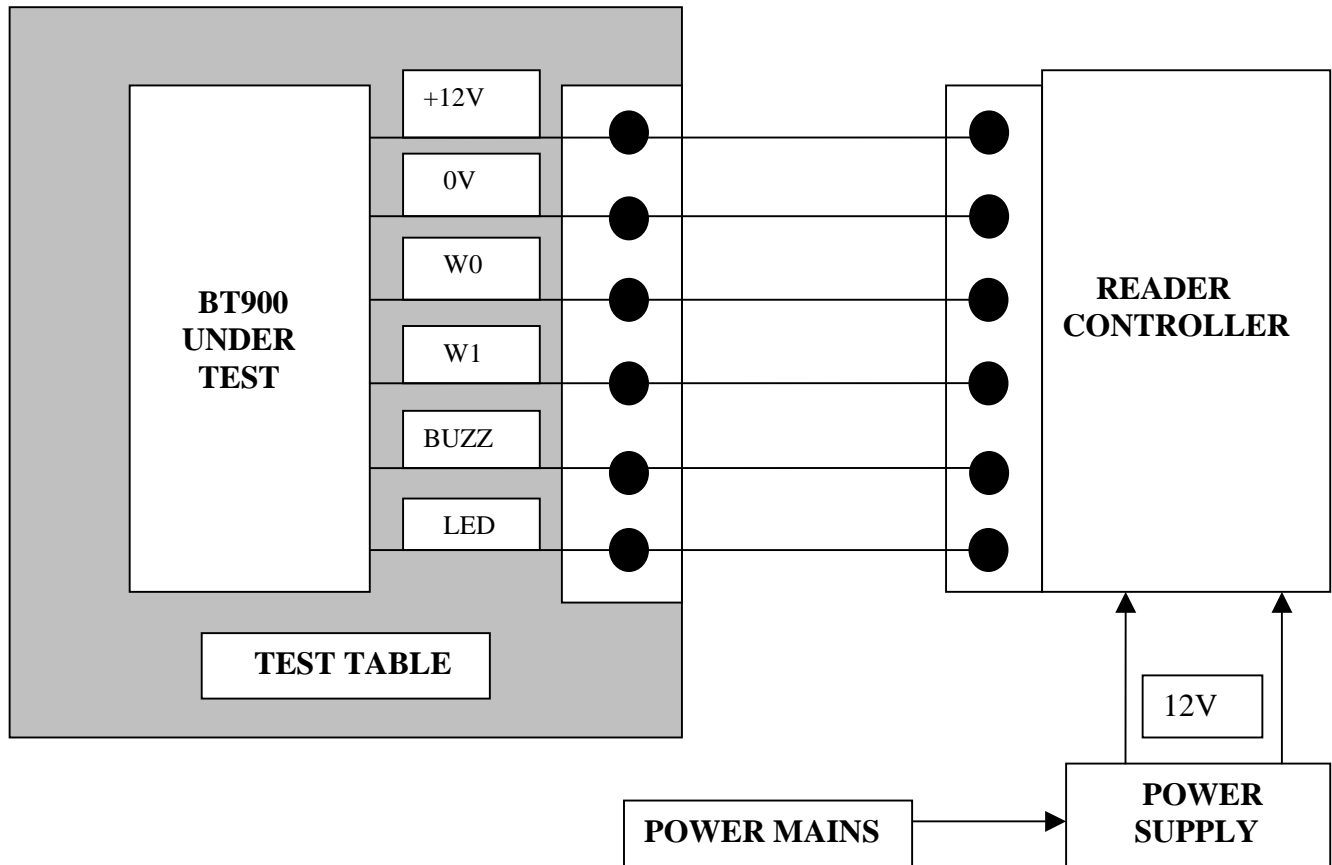 +12V
0V
W0
W1
BUZZ
LED
BT900
UNDER
TEST
READER
CONTROLLER
TEST TABLE
12V
POWER MAINS
POWER
SUPPLY